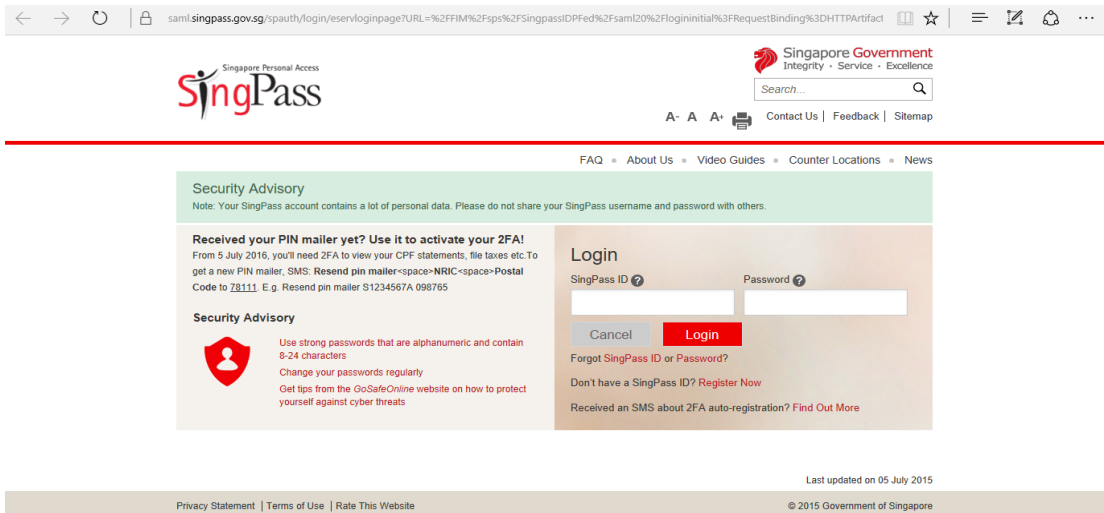 saml.singpass.gov.sg/spauth/login/eservloginpage?URL=%2FFIM%2Fsps%2FSingpassIDPFed%2Fsaml20%2Flogininitial%3FRequestBinding%3DHTTPArtifact
Singapore Personal Access
SingPass
Singapore Government
Integrity · Service · Excellence
Search...
A- A A+
Contact Us | Feedback | Sitemap
FAQ • About Us • Video Guides • Counter Locations • News
Security Advisory
Note: Your SingPass account contains a lot of personal data. Please do not share your SingPass username and password with others.
Received your PIN mailer yet? Use it to activate your 2FA!
From 5 July 2016, you'll need 2FA to view your CPF statements, file taxes etc.To
get a new PIN mailer, SMS: Resend pin mailer<space>NRIC<space>Postal
Code to 78111. E.g. Resend pin mailer S1234567A 098765
Security Advisory
Use strong passwords that are alphanumeric and contain
8-24 characters
Change your passwords regularly
Get tips from the GoSafeOnline website on how to protect
yourself against cyber threats
Login
SingPass ID ? Password ?
Cancel Login
Forgot SingPass ID or Password?
Don't have a SingPass ID? Register Now
Received an SMS about 2FA auto-registration? Find Out More
Last updated on 05 July 2015
Privacy Statement | Terms of Use | Rate This Website
© 2015 Government of Singapore